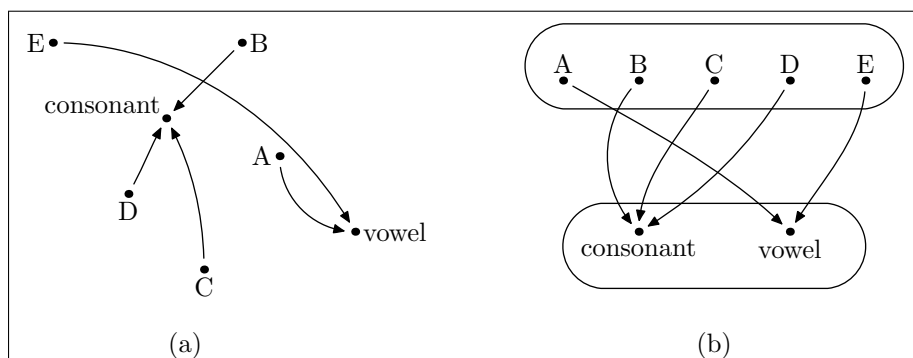 E
B
consonant
A
D
vowel
C
(a)
A B C D E
consonant vowel
(b)